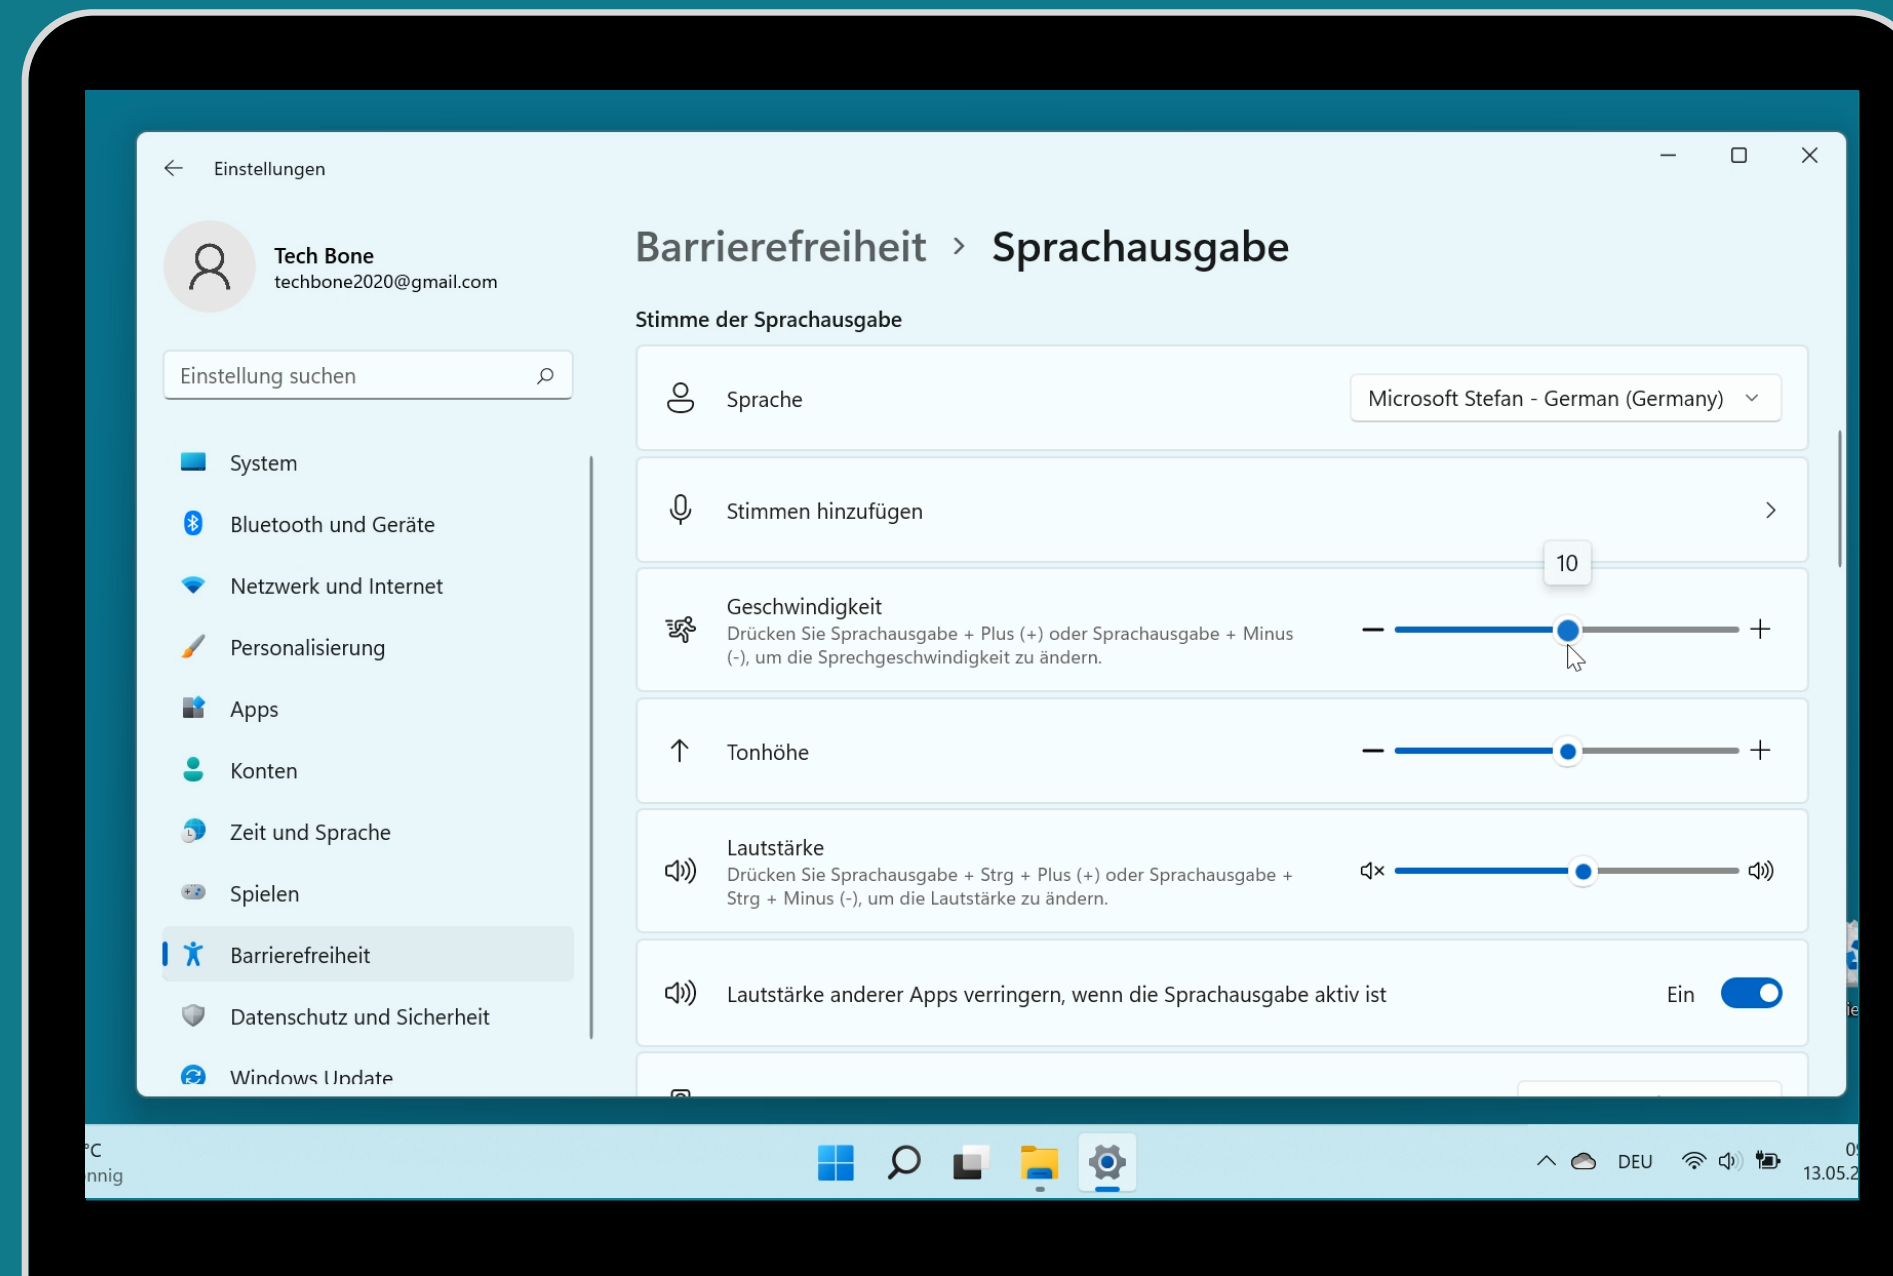 Einstellungen
Tech Bone
techbone2020@gmail.com
Einstellung suchen
System
Bluetooth und Geräte
Netzwerk und Internet
Personalisierung
Apps
Konten
Zeit und Sprache
Spielen
Barrierefreiheit
Datenschutz und Sicherheit
Windows Update
Barrierefreiheit > Sprachausgabe
Stimme der Sprachausgabe
Sprache
Microsoft Stefan - German (Germany)
Stimmen hinzufügen
10
Geschwindigkeit
Drücken Sie Sprachausgabe + Plus (+) oder Sprachausgabe + Minus
(-), um die Sprechgeschwindigkeit zu ändern.
Tonhöhe
Lautstärke
Drücken Sie Sprachausgabe + Strg + Plus (+) oder Sprachausgabe +
Strg + Minus (-), um die Lautstärke zu ändern.
Lautstärke anderer Apps verringern, wenn die Sprachausgabe aktiv ist
Ein
°C
DEU